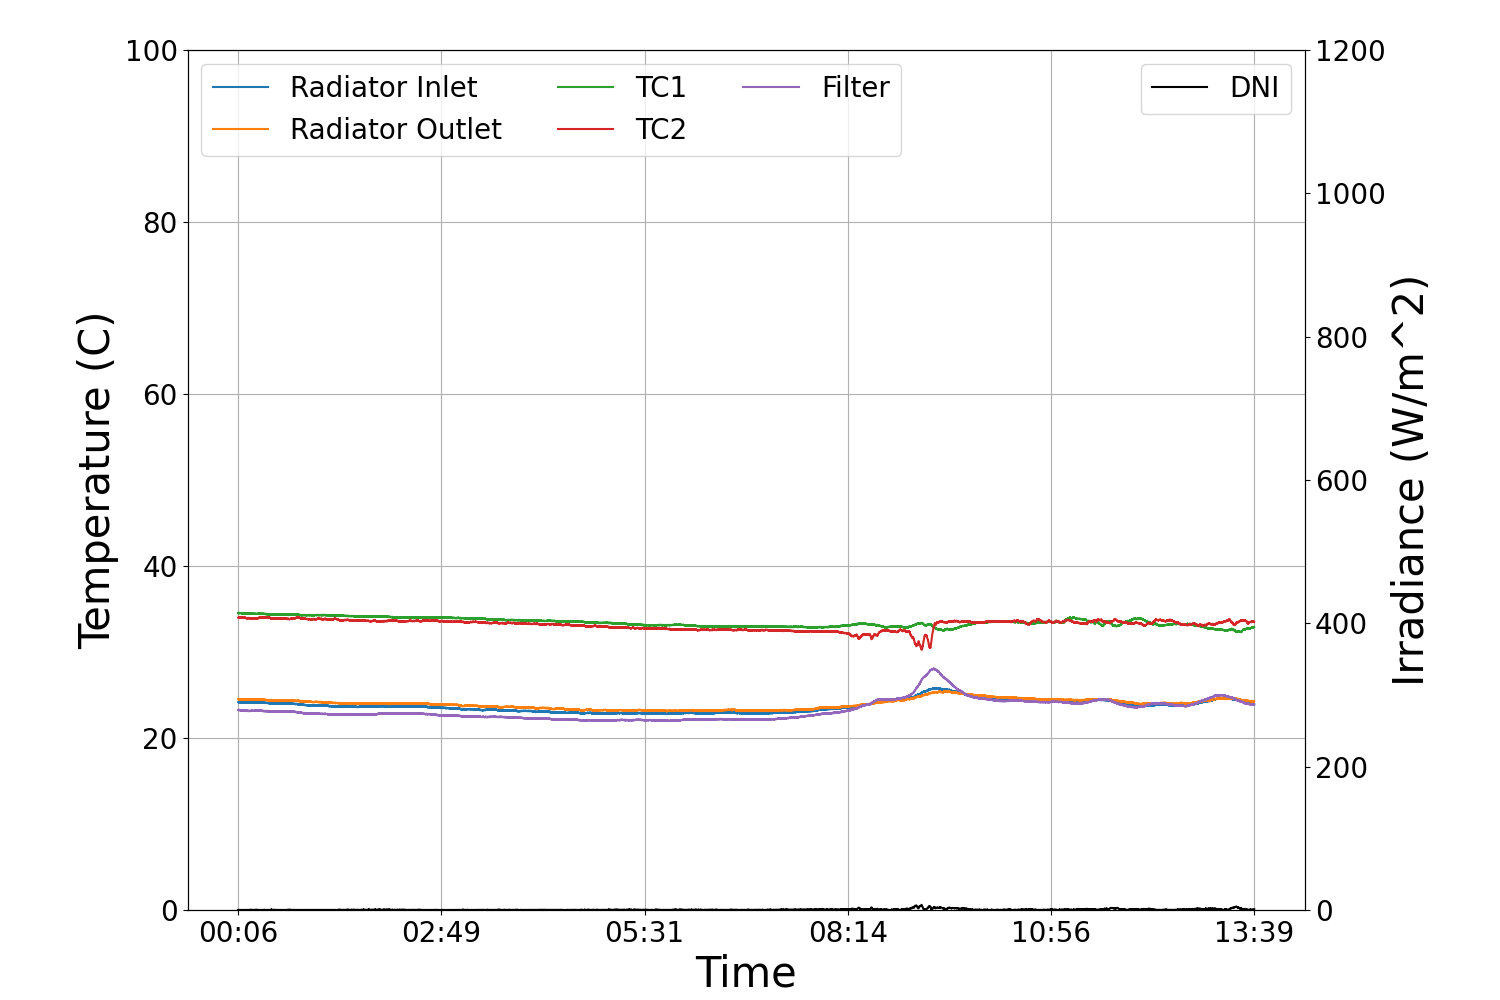 Radiator Inlet
Radiator Outlet
TC1
TC2
Filter
DNI
Temperature (C)
100
80
60
40
20
0
1200
1000
800
600
400
200
0
Irradiance (W/m^2)
00:06 02:49 05:31 08:14 10:56 13:39
Time